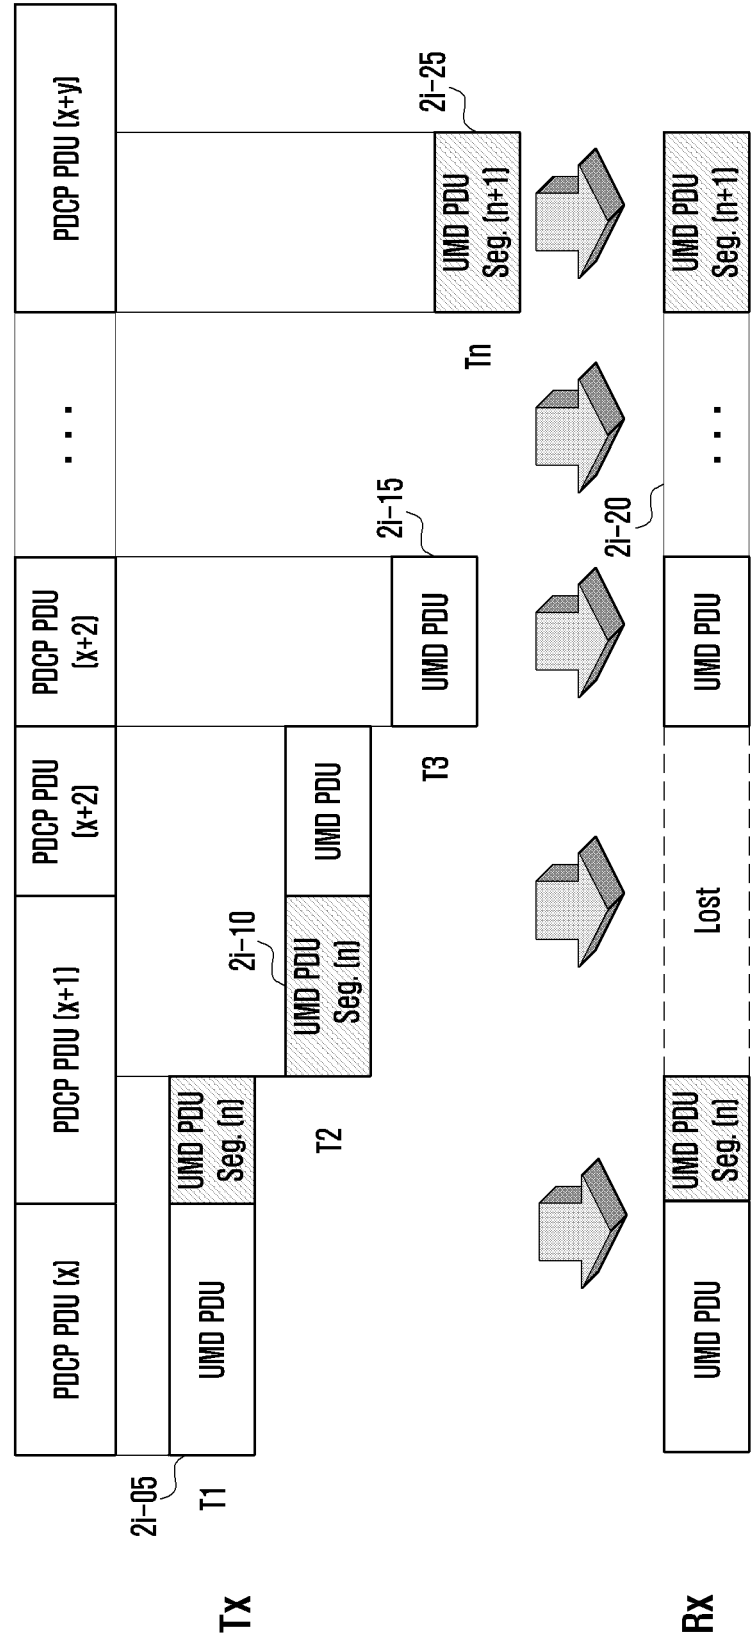 PDCP PDU (x)
PDCP PDU (x+1)
PDCP PDU
(x+2)
PDCP PDU
(x+2)
...
PDCP PDU (x+y)
Tx
2i-05
T1
UMD PDU
UMD PDU
Seg. (n)
T2
2i-10
UMD PDU
Seg. (n)
UMD PDU
T3
2i-15
UMD PDU
Tn
2i-25
UMD PDU
Seg. (n+1)
Rx
UMD PDU
UMD PDU
Seg. (n)
Lost
UMD PDU
2i-20
...
UMD PDU
Seg. (n+1)